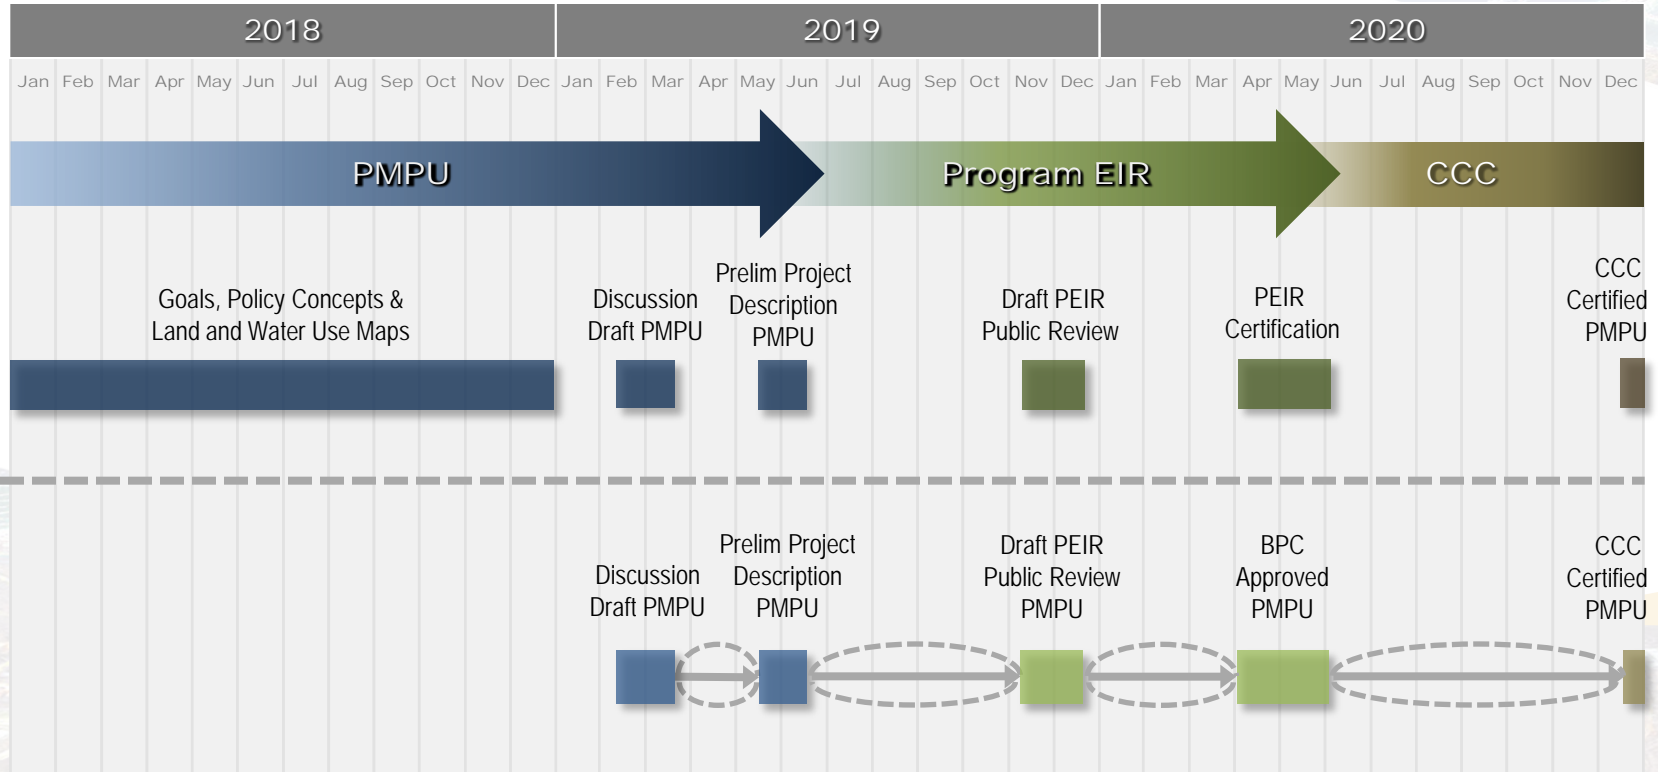 2018 2019 2020
Jan Feb Mar Apr May Jun Jul Aug Sep Oct Nov Dec Jan Feb Mar Apr May Jun Jul Aug Sep Oct Nov Dec Jan Feb Mar Apr May Jun Jul Aug Sep Oct Nov Dec
PMPU Program EIR CCC
Goals, Policy Concepts &
Land and Water Use Maps
Discussion
Draft PMPU
Prelim Project
Description
PMPU
Draft PEIR
Public Review
PEIR
Certification
CCC
Certified
PMPU
Discussion
Draft PMPU
Prelim Project
Description
PMPU
Draft PEIR
Public Review
PMPU
BPC
Approved
PMPU
CCC
Certified
PMPU